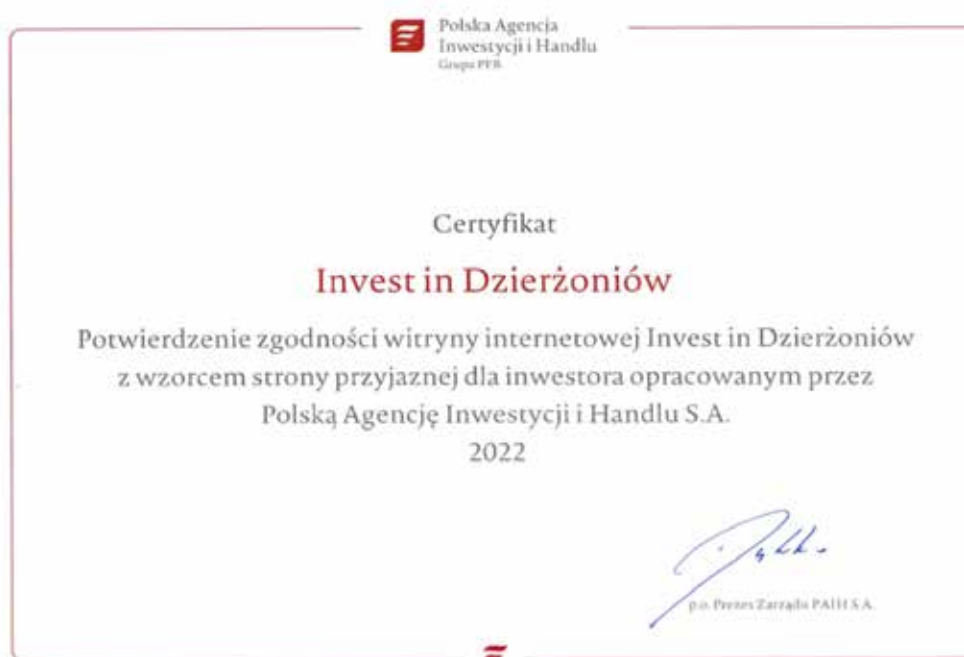 Polska Agencja
Inwestycji i Handlu
Grupa PFR
Certyfikat
Invest in Dzierżoniów
Potwierdzenie zgodności witryny internetowej Invest in Dzierżoniów
z wzorcem strony przyjaznej dla inwestora opracowanym przez
Polską Agencję Inwestycji i Handlu S.A.
2022
p.o. Prezes Zarządu PAIH S.A.